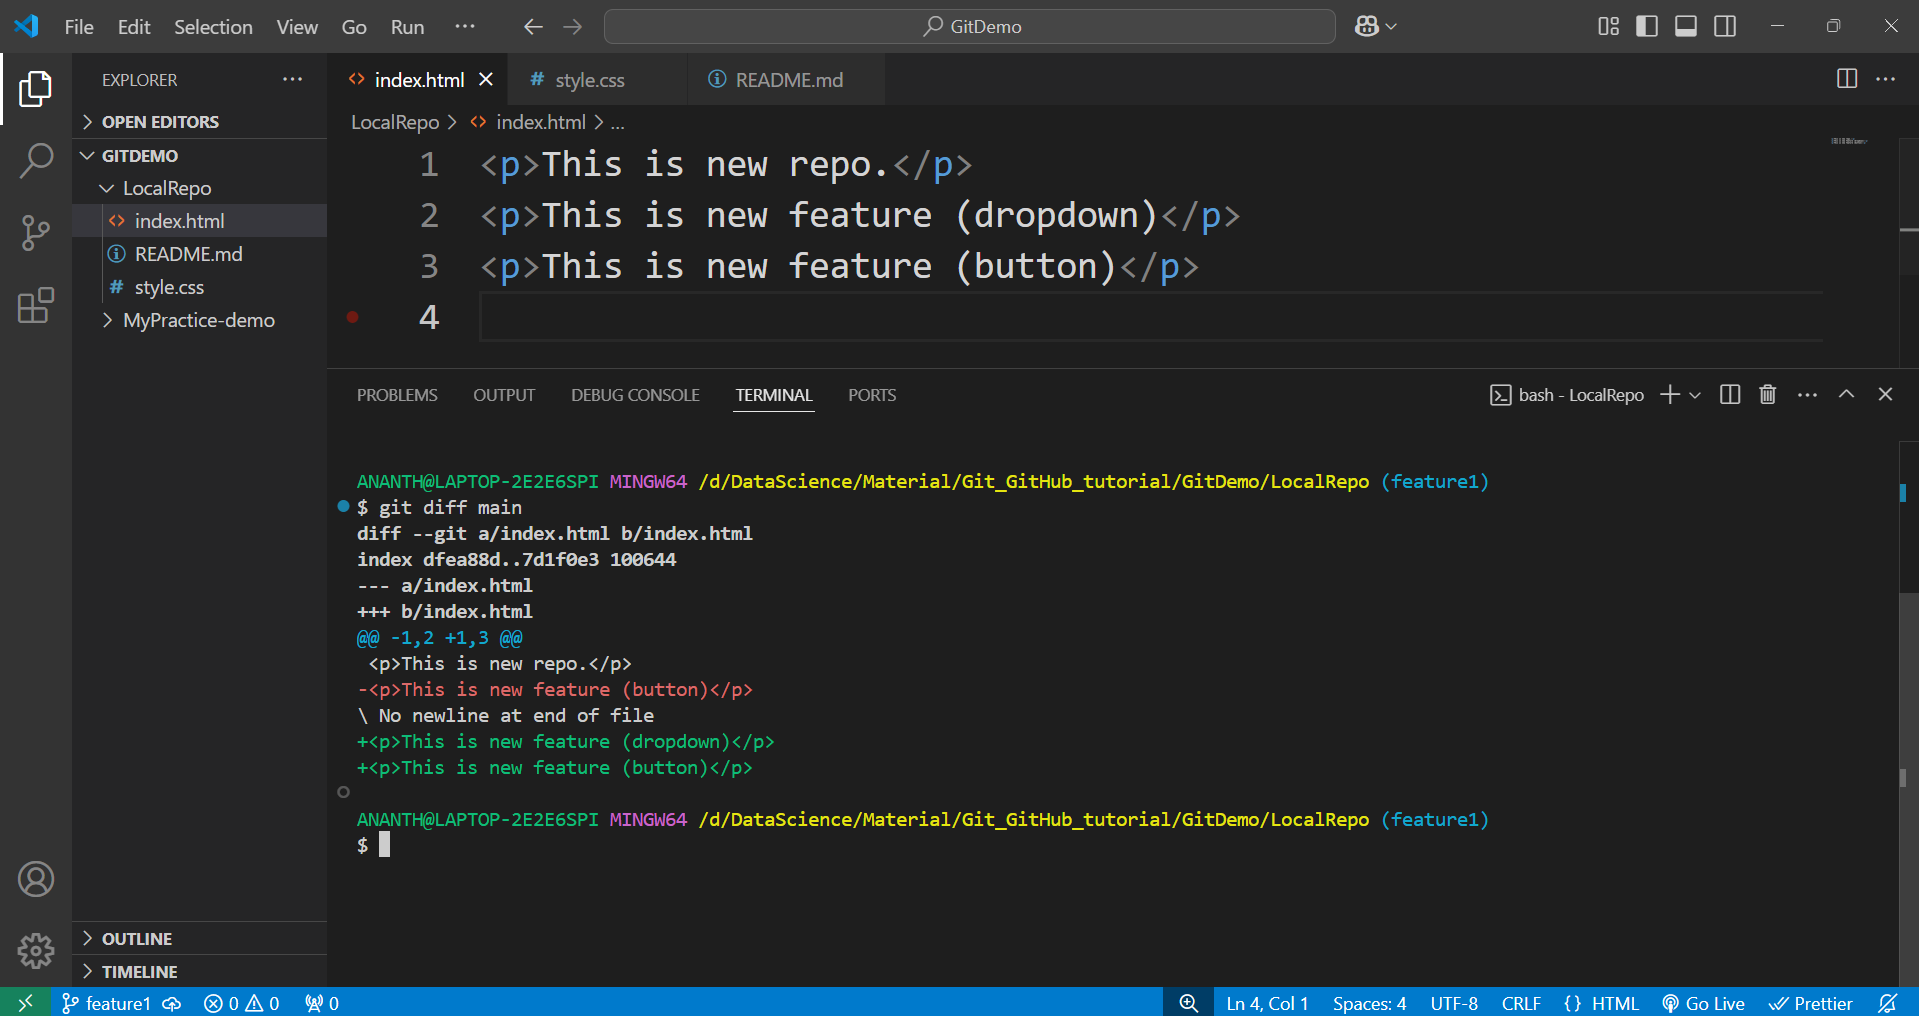 File Edit Selection View Go Run ··· GitDemo
EXPLORER ···
OPEN EDITORS
GITDEMO
LocalRepo
<> index.html
README.md
# style.css
MyPractice-demo
OUTLINE
TIMELINE
<> index.html # style.css README.md
LocalRepo > <> index.html > ...
1 <p>This is new repo.</p>
2 <p>This is new feature (dropdown)</p>
3 <p>This is new feature (button)</p>
4
PROBLEMS OUTPUT DEBUG CONSOLE TERMINAL PORTS bash - LocalRepo
ANANTH@LAPTOP-2E2E6SPI MINGW64 /d/DataScience/Material/Git_GitHub_tutorial/GitDemo/LocalRepo (feature1)
$ git diff main
diff --git a/index.html b/index.html
index dfea88d..7d1f0e3 100644
--- a/index.html
+++ b/index.html
@@ -1,2 +1,3 @@
 <p>This is new repo.</p>
-<p>This is new feature (button)</p>
\ No newline at end of file
+<p>This is new feature (dropdown)</p>
+<p>This is new feature (button)</p>
ANANTH@LAPTOP-2E2E6SPI MINGW64 /d/DataScience/Material/Git_GitHub_tutorial/GitDemo/LocalRepo (feature1)
$
feature1 0 0 0 Ln 4, Col 1 Spaces: 4 UTF-8 CRLF {} HTML Go Live Prettier